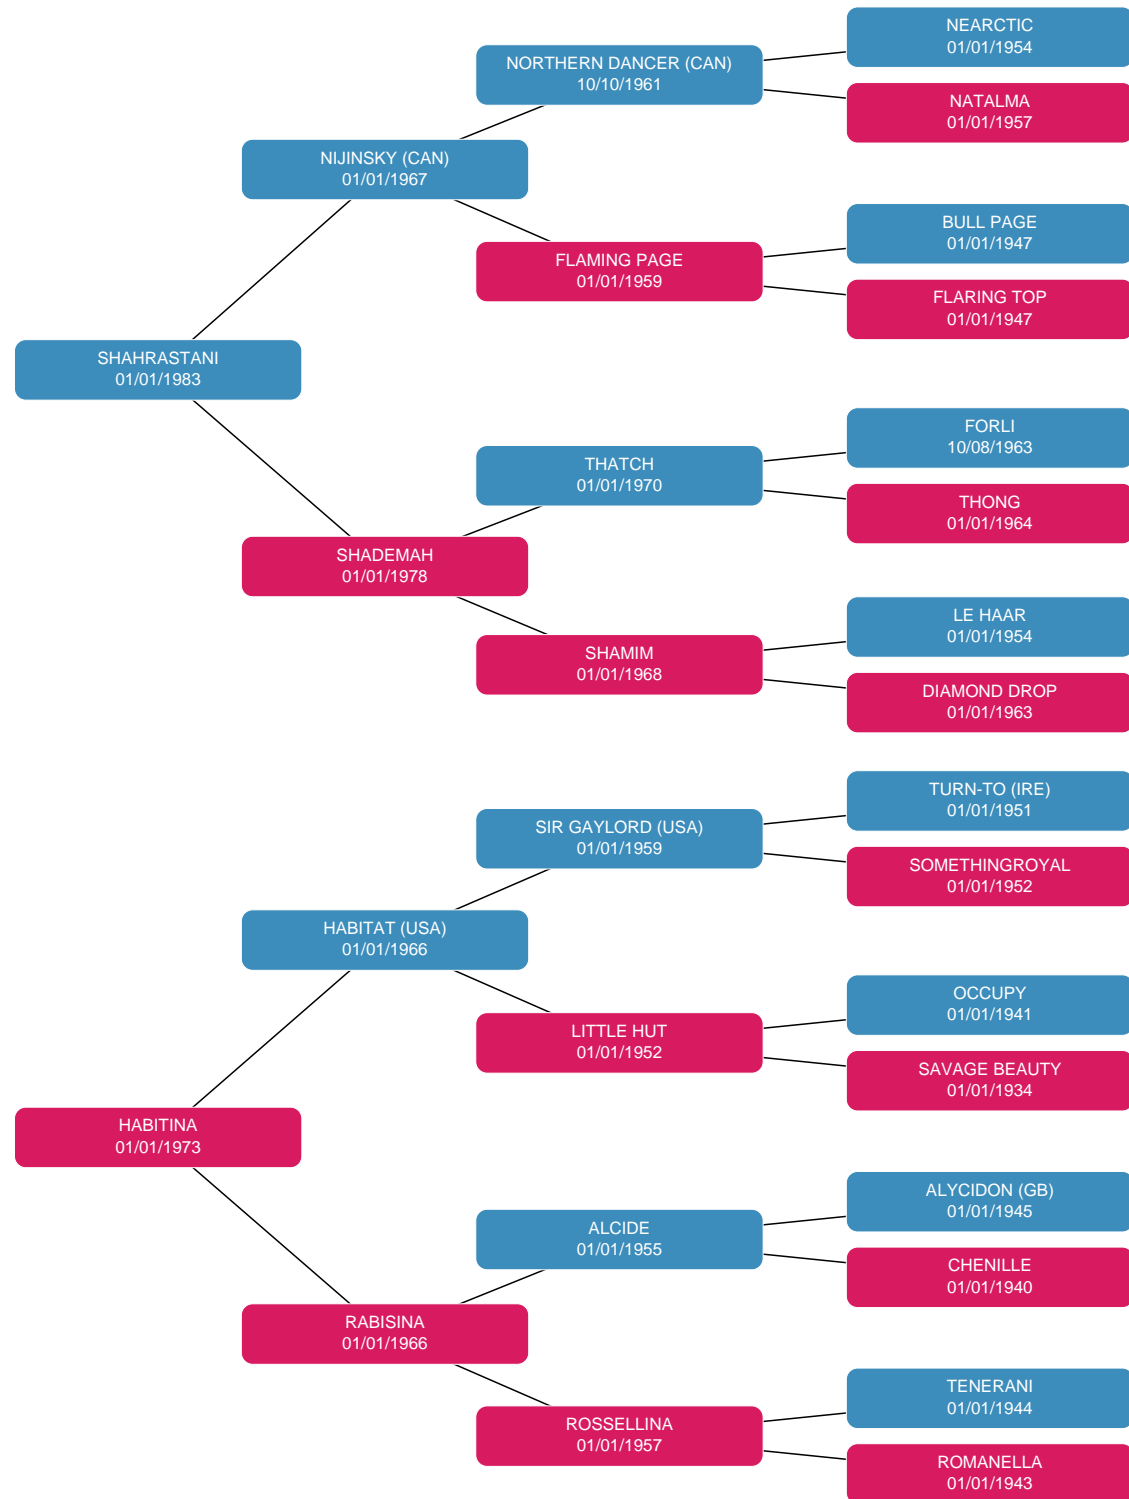 NEARCTIC
01/01/1954
NORTHERN DANCER (CAN)
10/10/1961
NATALMA
01/01/1957
NIJINSKY (CAN)
01/01/1967
BULL PAGE
01/01/1947
FLAMING PAGE
01/01/1959
FLARING TOP
01/01/1947
SHAHRASTANI
01/01/1983
FORLI
10/08/1963
THATCH
01/01/1970
THONG
01/01/1964
SHADEMAH
01/01/1978
LE HAAR
01/01/1954
SHAMIM
01/01/1968
DIAMOND DROP
01/01/1963
TURN-TO (IRE)
01/01/1951
SIR GAYLORD (USA)
01/01/1959
SOMETHINGROYAL
01/01/1952
HABITAT (USA)
01/01/1966
OCCUPY
01/01/1941
LITTLE HUT
01/01/1952
SAVAGE BEAUTY
01/01/1934
HABITINA
01/01/1973
ALYCIDON (GB)
01/01/1945
ALCIDE
01/01/1955
CHENILLE
01/01/1940
RABISINA
01/01/1966
TENERANI
01/01/1944
ROSSELLINA
01/01/1957
ROMANELLA
01/01/1943